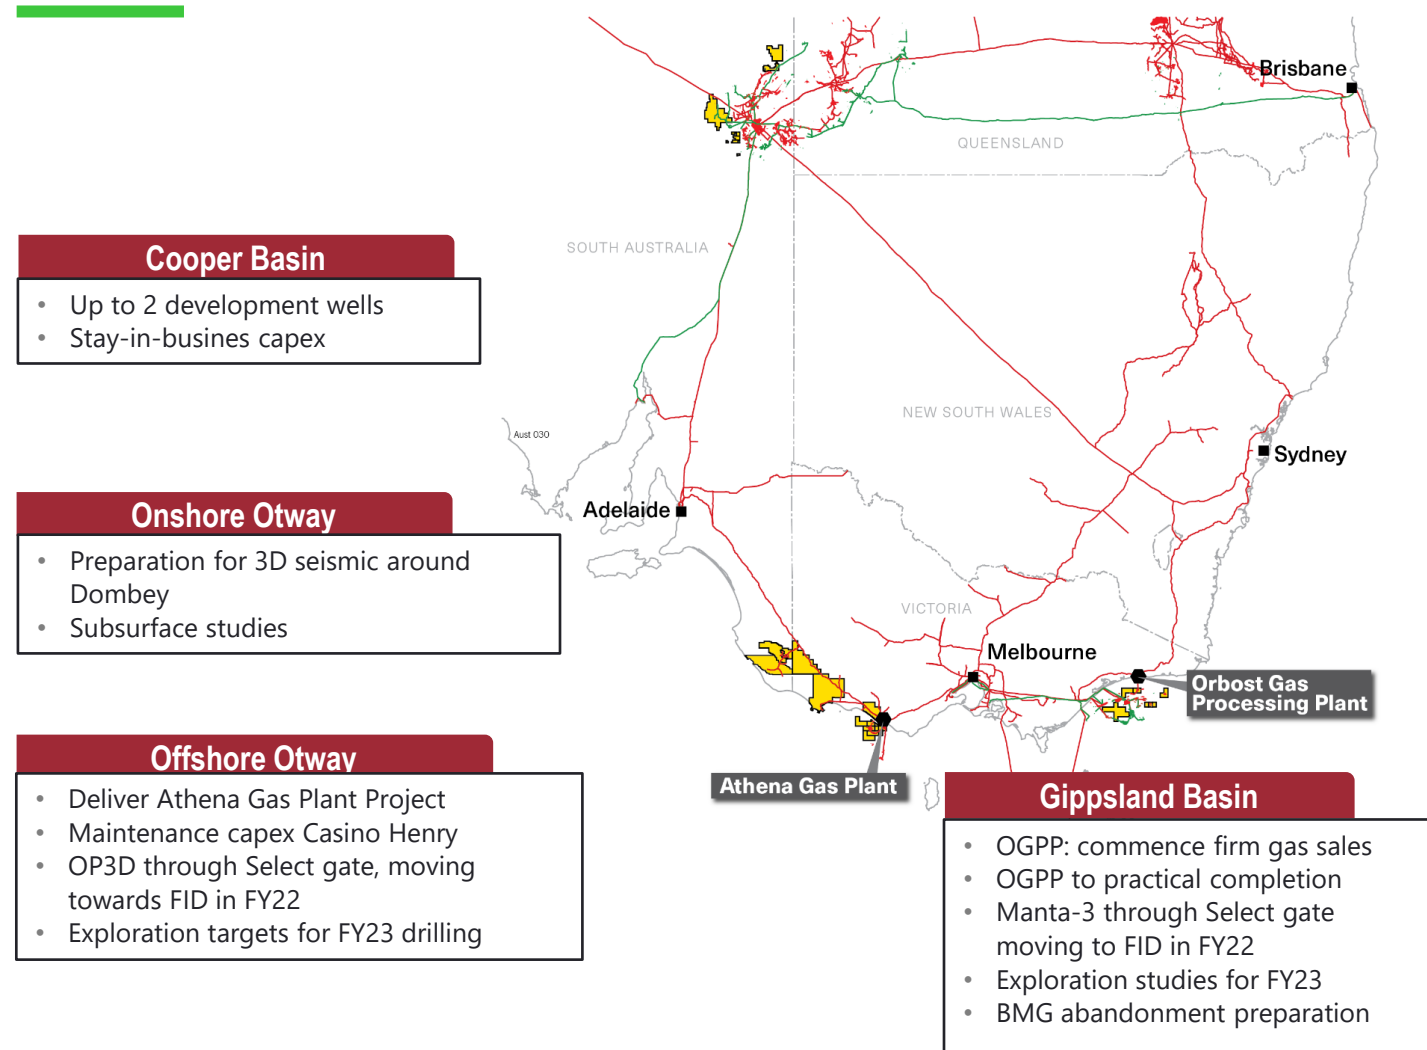 Brisbane
QUEENSLAND
SOUTH AUSTRALIA
Cooper Basin
• Up to 2 development wells
• Stay-in-busines capex
NEW SOUTH WALES
Aust 030
Sydney
Adelaide
Onshore Otway
• Preparation for 3D seismic around
Dombey
• Subsurface studies
VICTORIA
Melbourne
Orbost Gas
Processing Plant
Athena Gas Plant
Offshore Otway
• Deliver Athena Gas Plant Project
• Maintenance capex Casino Henry
• OP3D through Select gate, moving
towards FID in FY22
• Exploration targets for FY23 drilling
Gippsland Basin
• OGPP: commence firm gas sales
• OGPP to practical completion
• Manta-3 through Select gate
moving to FID in FY22
• Exploration studies for FY23
• BMG abandonment preparation